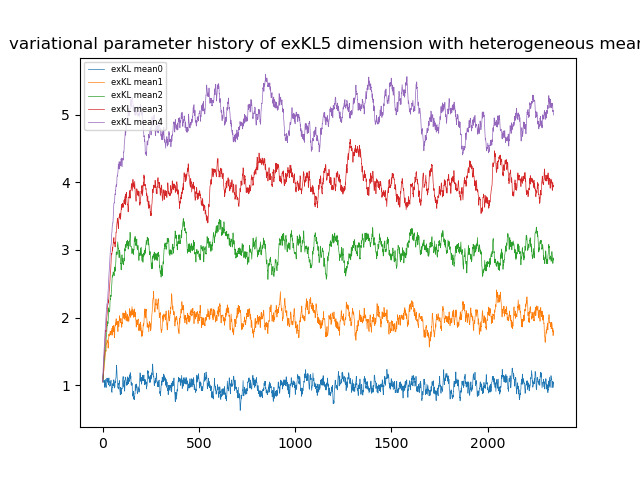 variational parameter history of exKL5 dimension with heterogeneous mean
exKL mean0
exKL mean1
exKL mean2
exKL mean3
exKL mean4
5
4
3
2
1
0 500 1000 1500 2000